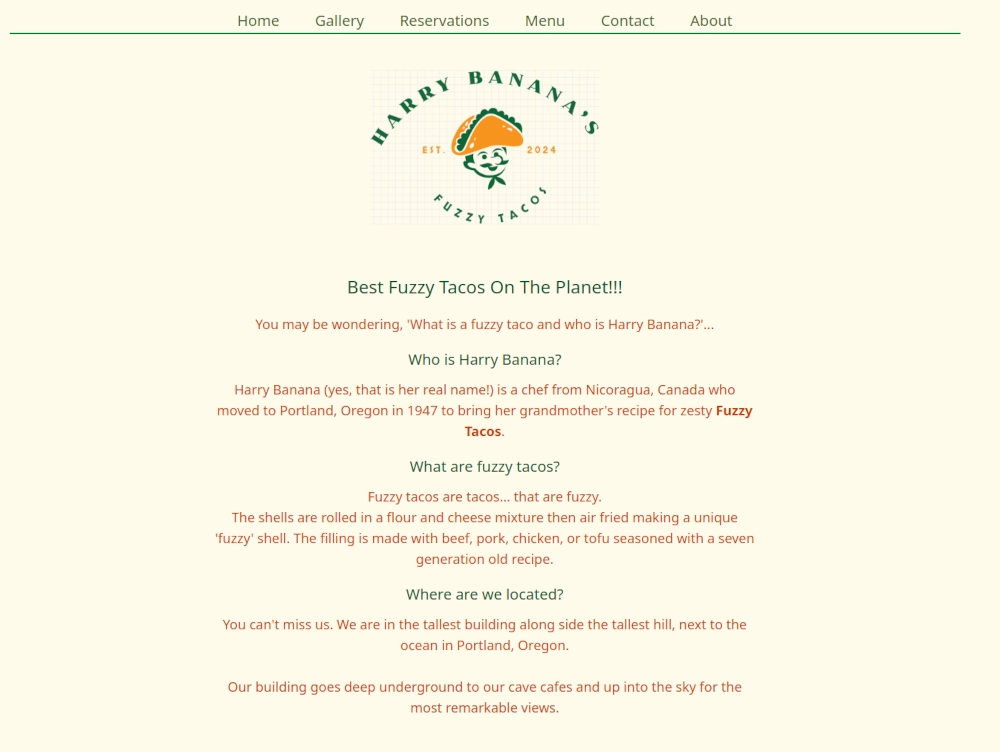 Home Gallery Reservations Menu Contact About
HARRY BANANA'S
EST. 2024
FUZZY TACOS
Best Fuzzy Tacos On The Planet!!!
You may be wondering, 'What is a fuzzy taco and who is Harry Banana?'...
Who is Harry Banana?
Harry Banana (yes, that is her real name!) is a chef from Nicoragua, Canada who
moved to Portland, Oregon in 1947 to bring her grandmother's recipe for zesty Fuzzy
Tacos.
What are fuzzy tacos?
Fuzzy tacos are tacos... that are fuzzy.
The shells are rolled in a flour and cheese mixture then air fried making a unique
'fuzzy' shell. The filling is made with beef, pork, chicken, or tofu seasoned with a seven
generation old recipe.
Where are we located?
You can't miss us. We are in the tallest building along side the tallest hill, next to the
ocean in Portland, Oregon.
Our building goes deep underground to our cave cafes and up into the sky for the
most remarkable views.